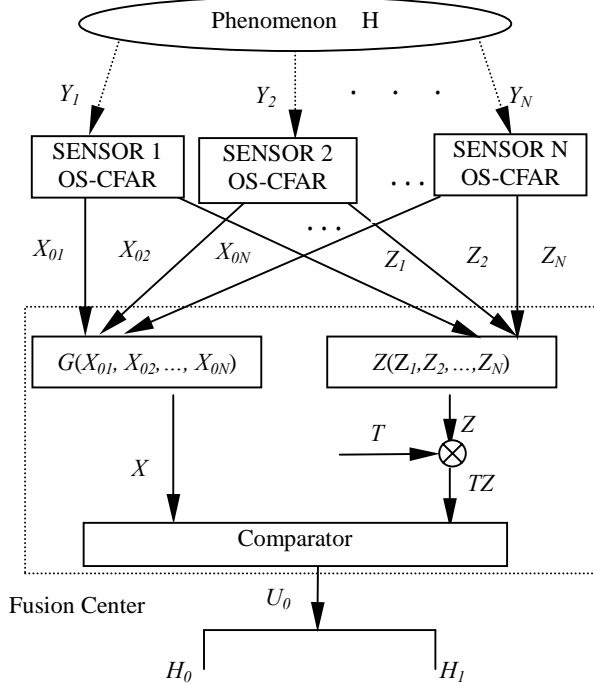 Phenomenon H
Y1 Y2 . . . YN
SENSOR 1
OS-CFAR
SENSOR 2
OS-CFAR
...
SENSOR N
OS-CFAR
...
X01 X02 X0N Z1 Z2 ZN
G(X01, X02,..., X0N)
Z(Z1,Z2,...,ZN)
Z
T
X
TZ
Comparator
Fusion Center
U0
H0 H1